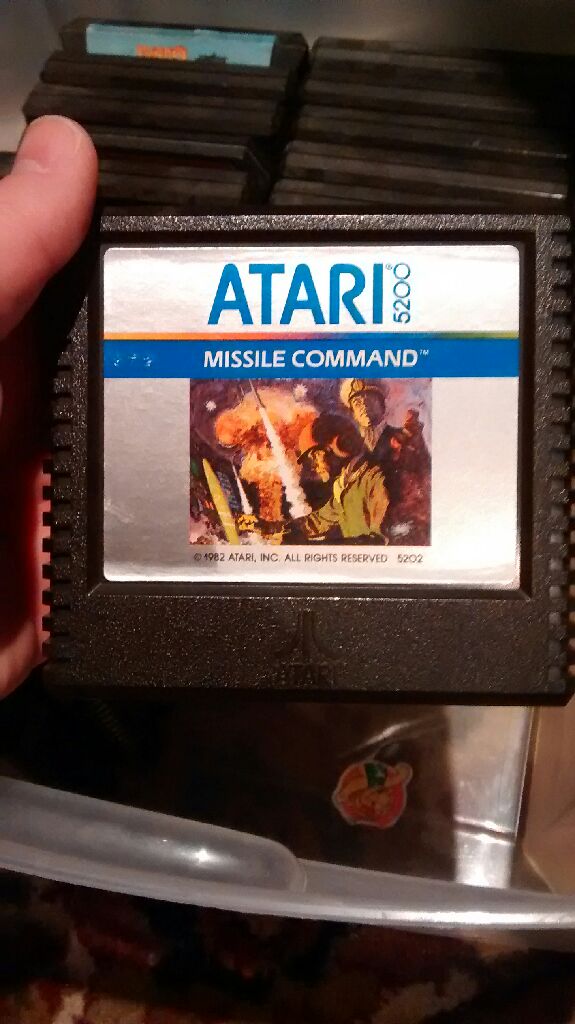 ATARI® 5200
MISSILE COMMAND™
© 1982 ATARI, INC. ALL RIGHTS RESERVED 5202
ATARI